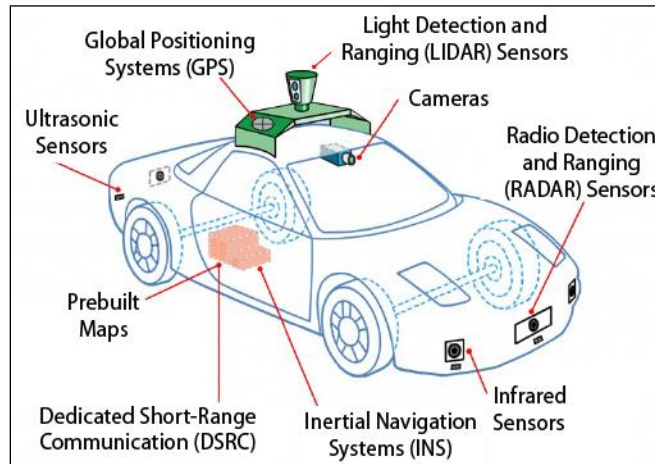 Light Detection and
Ranging (LIDAR) Sensors
Global Positioning
Systems (GPS)
Cameras
Ultrasonic
Sensors
Radio Detection
and Ranging
(RADAR) Sensors
Prebuilt
Maps
Infrared
Sensors
Dedicated Short-Range
Communication (DSRC)
Inertial Navigation
Systems (INS)